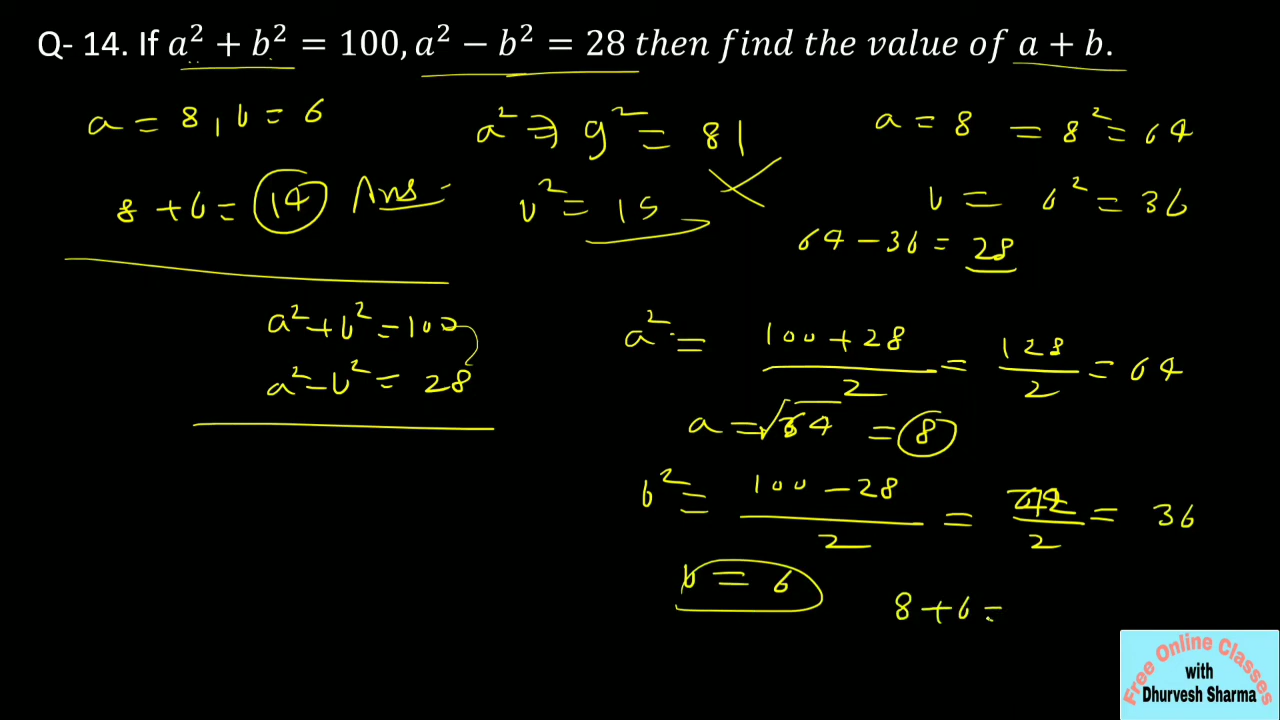 Q- 14. If a² + b² = 100, a² − b² = 28 then find the value of a + b.
a = 8, b = 6
8 + 6 = 14 Ans
a² + b² = 100
a² − b² = 28
a² ⇒ 9² = 81
b² = 19
a = 8 = 8² = 64
b = 6² = 36
64 − 36 = 28
a² = 100 + 28 / 2 = 128 / 2 = 64
a = √64 = 8
b² = 100 − 28 / 2 = 72 / 2 = 36
b = 6
8 + 6 =
Free Online Classes
with
Dhurvesh Sharma